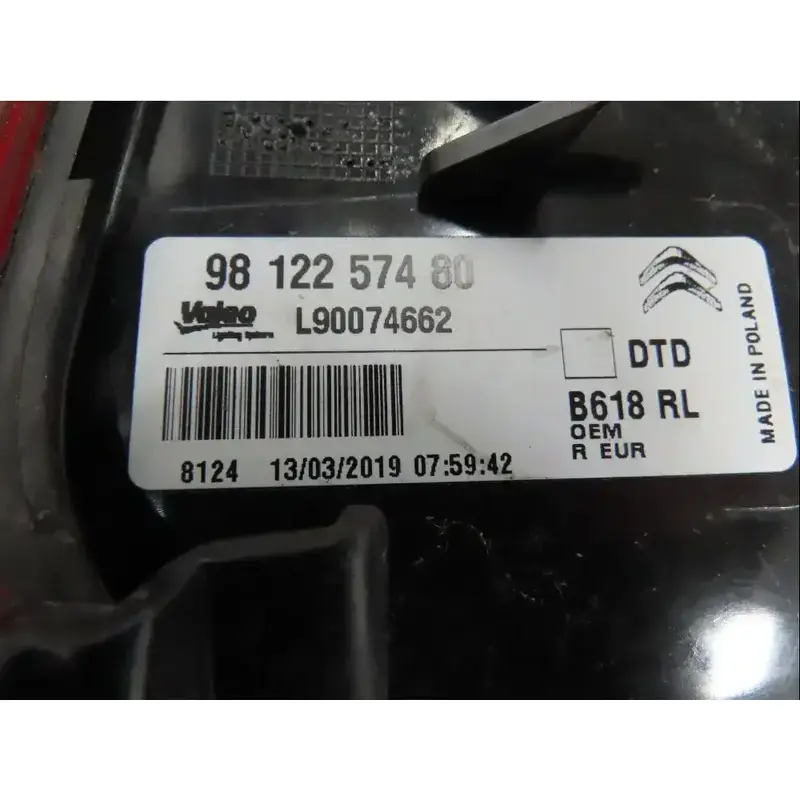 98 122 574 80
Valeo
Lighting Systems
L90074662
DTD
B618 RL
OEM
R EUR
8124 13/03/2019 07:59:42
MADE IN POLAND